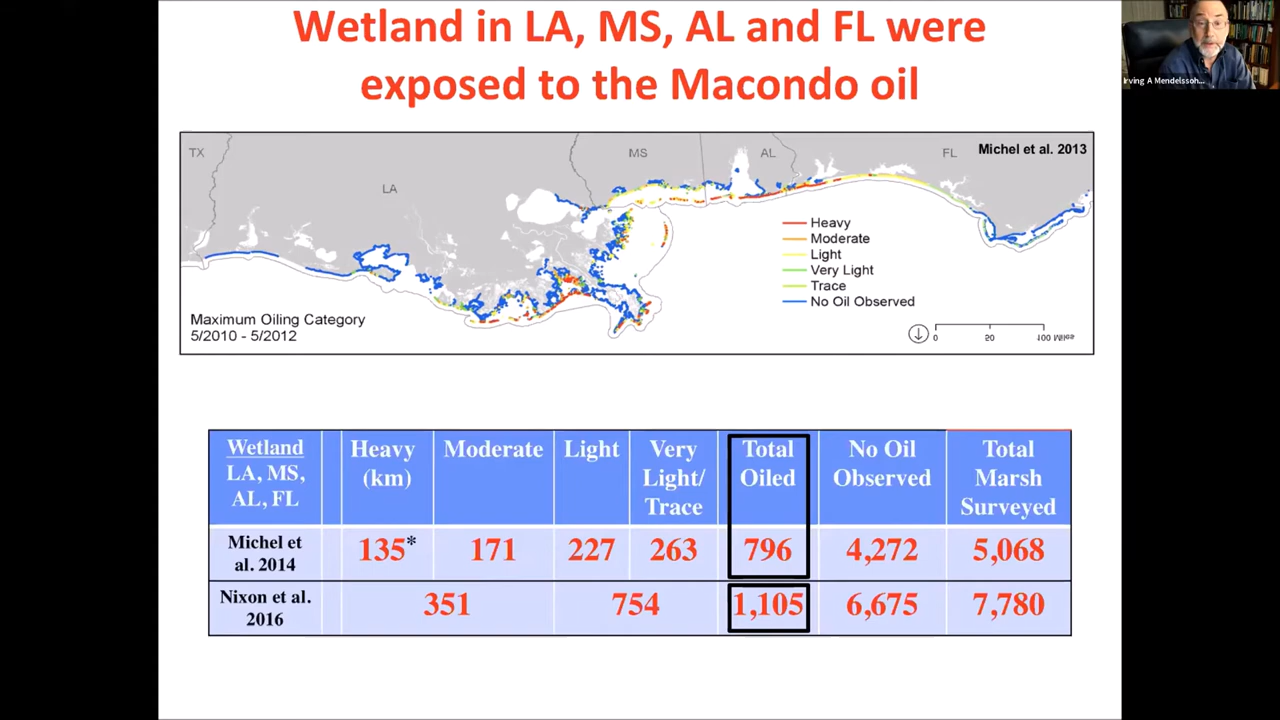 Wetland in LA, MS, AL and FL were
exposed to the Macondo oil
Irving A Mendelssoh...
TX
LA
MS
AL
FL
Michel et al. 2013
Heavy
Moderate
Light
Very Light
Trace
No Oil Observed
Maximum Oiling Category
5/2010 - 5/2012
0 50 100 Miles
Wetland
LA, MS,
AL, FL
Heavy
(km)
Moderate
Light
Very
Light/
Trace
Total
Oiled
No Oil
Observed
Total
Marsh
Surveyed
Michel et
al. 2014
135* 171 227 263 796 4,272 5,068
Nixon et al.
2016
351 754 1,105 6,675 7,780